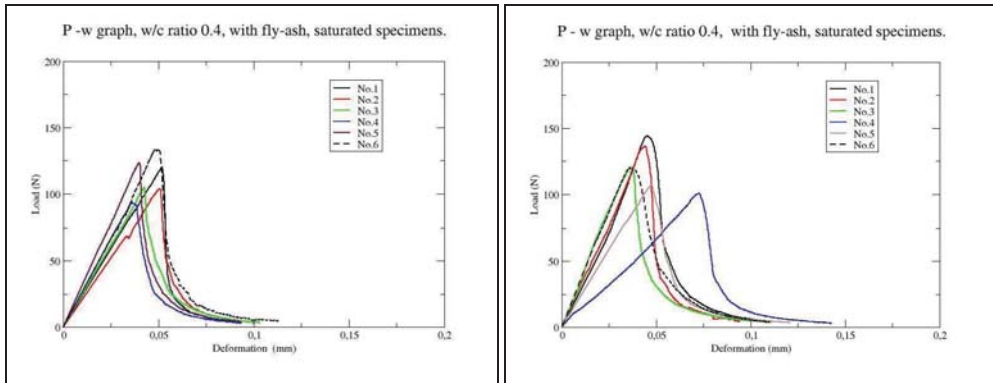 P -w graph, w/c ratio 0.4, with fly-ash, saturated specimens.
200
150
100
50
0
Load (N)
No.1
No.2
No.3
No.4
No.5
No.6
0
0,05
0,1
0,15
0,2
Deformation (mm)
P - w graph, w/c ratio 0.4, with fly-ash, saturated specimens.
200
150
100
50
0
Load (N)
No.1
No.2
No.3
No.4
No.5
No.6
0
0,05
0,1
0,15
0,2
Deformation (mm)